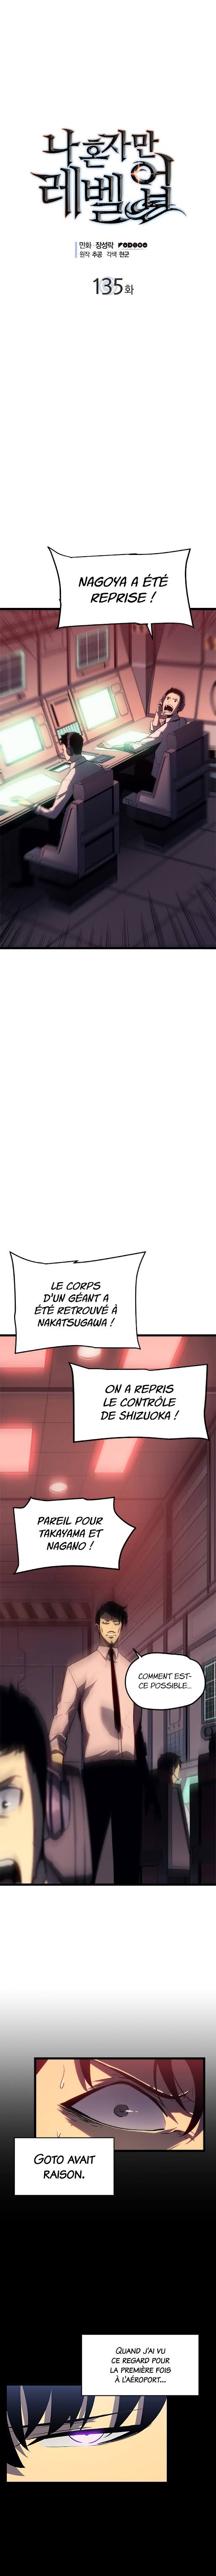 나 혼자만
레벨업
만화 장성락 REDICE
원작 추공 각색 현군
135화
NAGOYA A ÉTÉ
REPRISE !
LE CORPS
D'UN GÉANT A
ÉTÉ RETROUVÉ À
NAKATSUGAWA !
ON A REPRIS
LE CONTRÔLE
DE SHIZUOKA !
PAREIL POUR
TAKAYAMA ET
NAGANO !
COMMENT EST-
CE POSSIBLE...
GOTO AVAIT
RAISON.
QUAND J'AI VU
CE REGARD POUR
LA PREMIÈRE FOIS
À L'AÉROPORT...